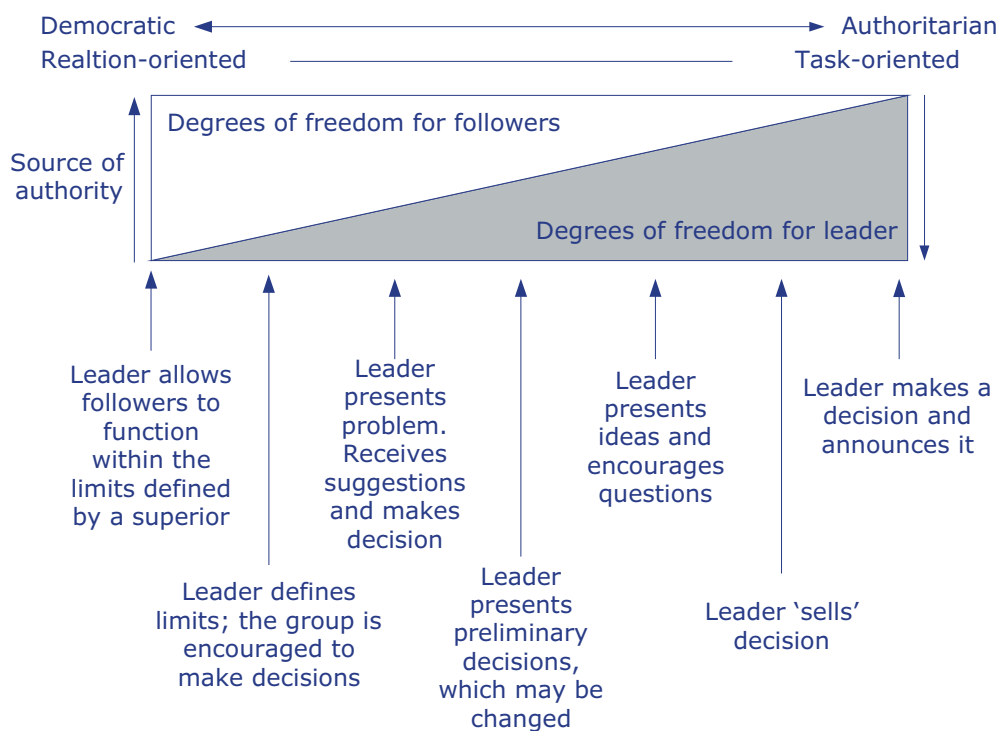 Democratic
Authoritarian
Realtion-oriented
Task-oriented
Degrees of freedom for followers
Source of
authority
Degrees of freedom for leader
Leader allows
followers to
function
within the
limits defined
by a superior
Leader defines
limits; the group is
encouraged to
make decisions
Leader
presents
problem.
Receives
suggestions
and makes
decision
Leader
presents
preliminary
decisions,
which may be
changed
Leader
presents
ideas and
encourages
questions
Leader ‘sells’
decision
Leader makes a
decision and
announces it